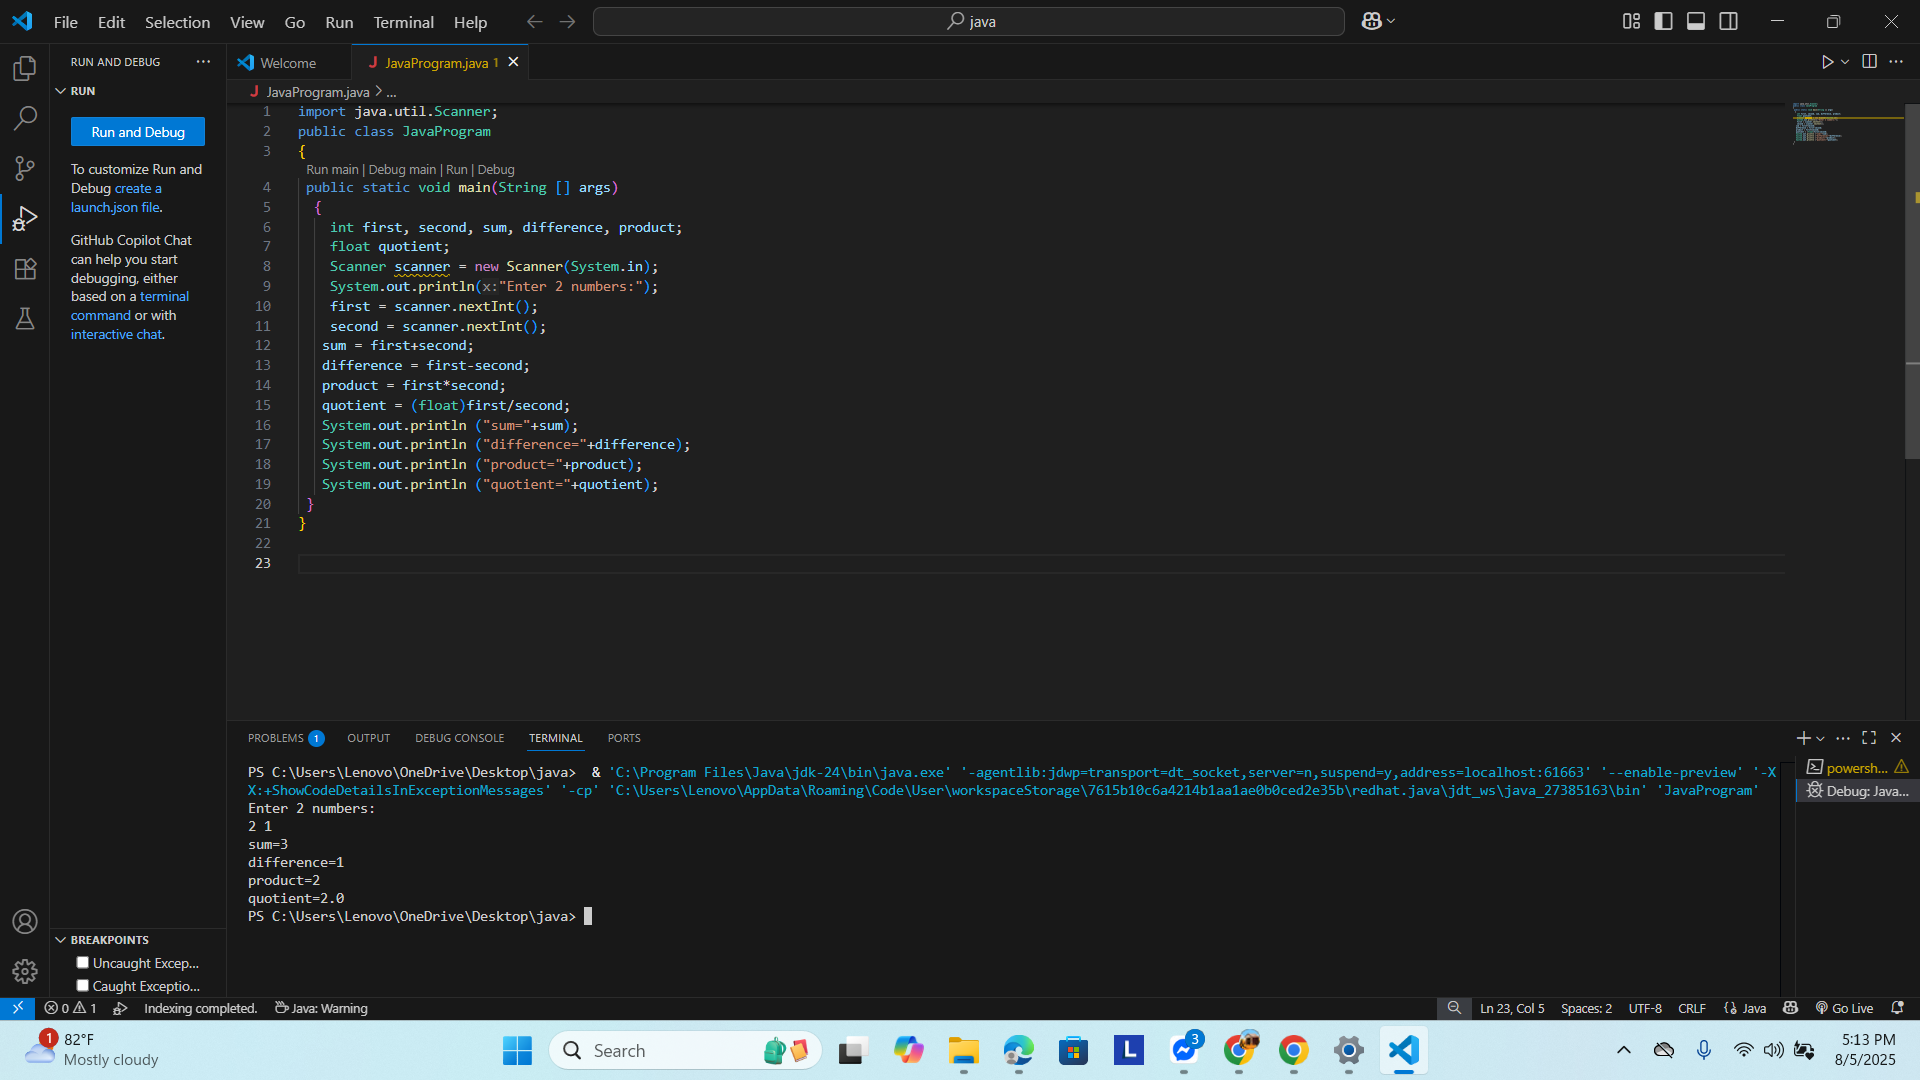 File Edit Selection View Go Run Terminal Help
java
RUN AND DEBUG ...
Welcome
J JavaProgram.java 1
RUN
J JavaProgram.java > ...
Run and Debug
To customize Run and
Debug create a
launch.json file.
GitHub Copilot Chat
can help you start
debugging, either
based on a terminal
command or with
interactive chat.
1 import java.util.Scanner;
2 public class JavaProgram
3 {
Run main | Debug main | Run | Debug
4 public static void main(String [] args)
5 {
6 int first, second, sum, difference, product;
7 float quotient;
8 Scanner scanner = new Scanner(System.in);
9 System.out.println(x:"Enter 2 numbers:");
10 first = scanner.nextInt();
11 second = scanner.nextInt();
12 sum = first+second;
13 difference = first-second;
14 product = first*second;
15 quotient = (float)first/second;
16 System.out.println ("sum="+sum);
17 System.out.println ("difference="+difference);
18 System.out.println ("product="+product);
19 System.out.println ("quotient="+quotient);
20 }
21 }
22
23
PROBLEMS 1 OUTPUT DEBUG CONSOLE TERMINAL PORTS
PS C:\Users\Lenovo\OneDrive\Desktop\java> & 'C:\Program Files\Java\jdk-24\bin\java.exe' '-agentlib:jdwp=transport=dt_socket,server=n,suspend=y,address=localhost:61663' '--enable-preview' '-X
X:+ShowCodeDetailsInExceptionMessages' '-cp' 'C:\Users\Lenovo\AppData\Roaming\Code\User\workspaceStorage\7615b10c6a4214b1aa1ae0b0ced2e35b\redhat.java\jdt_ws\java_27385163\bin' 'JavaProgram'
Enter 2 numbers:
2 1
sum=3
difference=1
product=2
quotient=2.0
PS C:\Users\Lenovo\OneDrive\Desktop\java>
powersh...
Debug: Java...
BREAKPOINTS
Uncaught Excep...
Caught Exceptio...
0 1 Indexing completed. Java: Warning
Ln 23, Col 5 Spaces: 2 UTF-8 CRLF {} Java Go Live
1
82°F
Mostly cloudy
Search
L
3
5:13 PM
8/5/2025